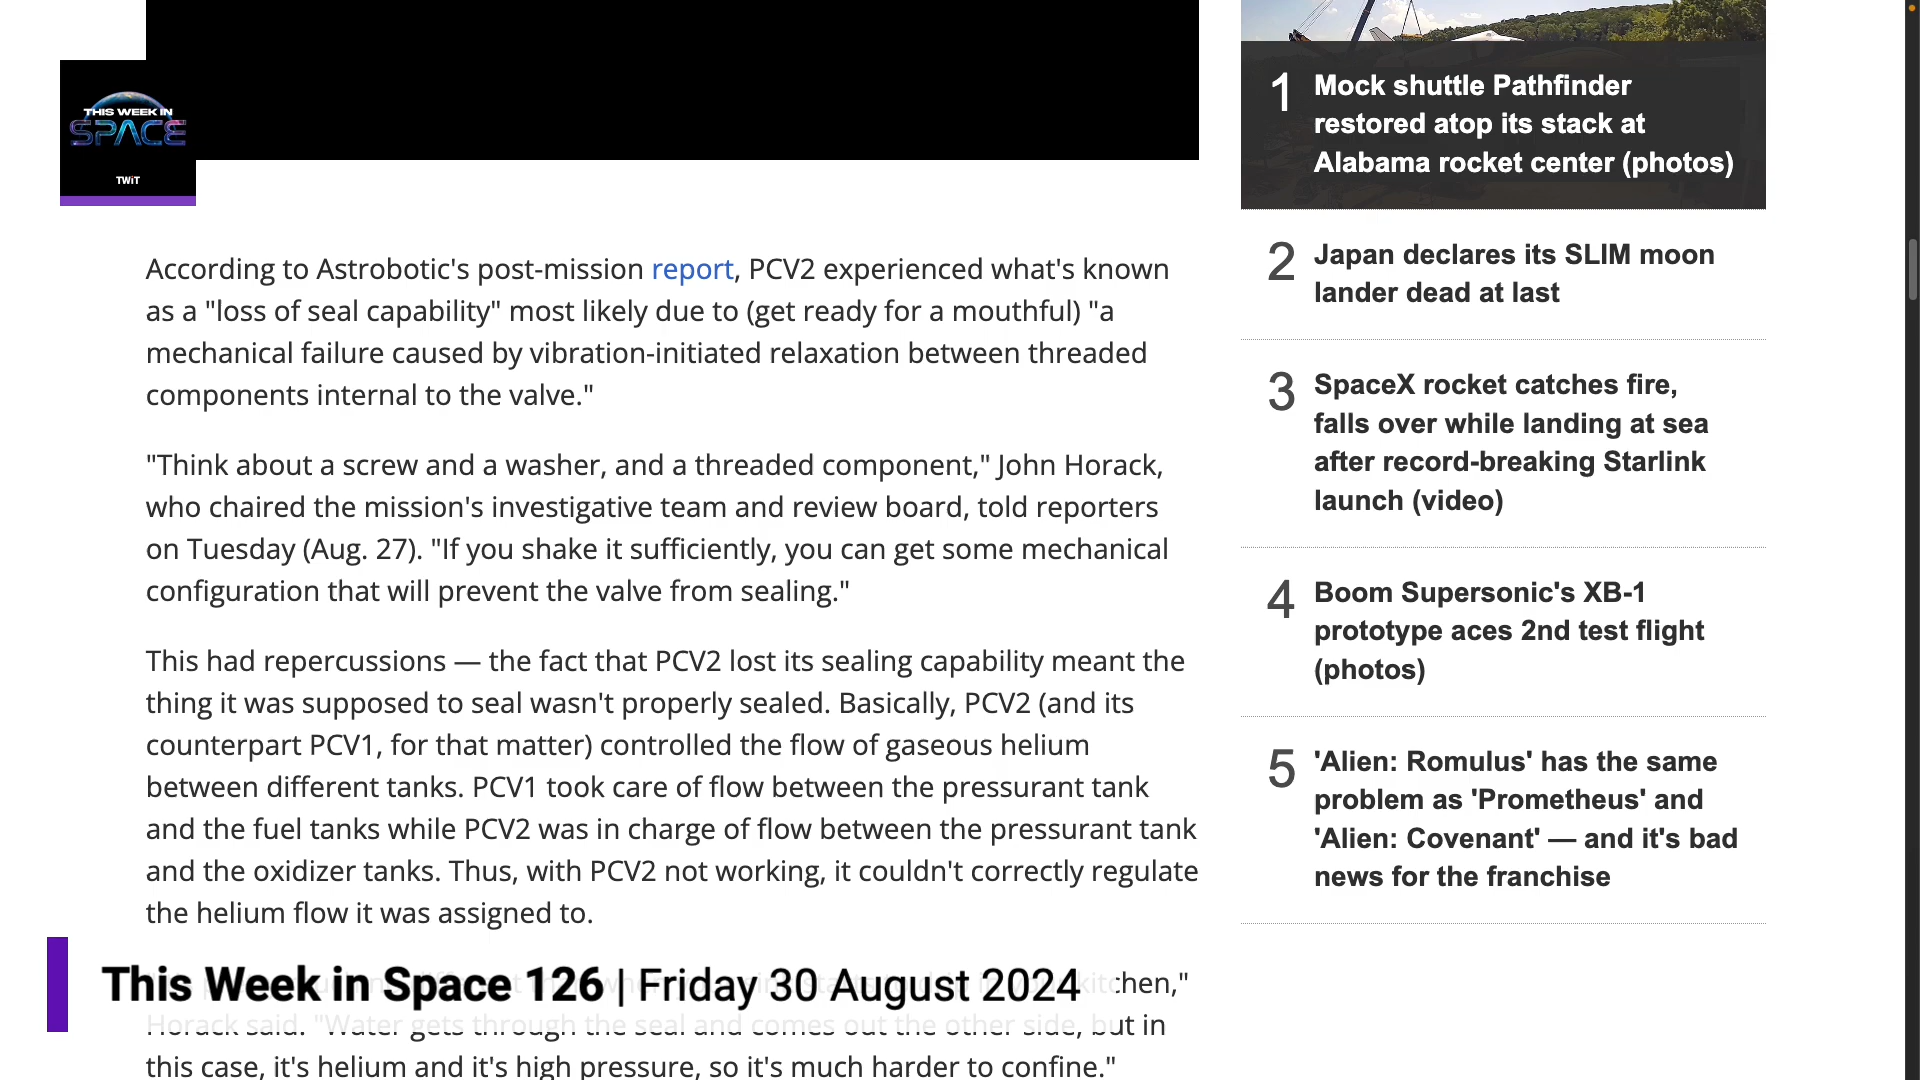 THIS WEEK IN
SPACE
TWiT
According to Astrobotic's post-mission report, PCV2 experienced what's known
as a "loss of seal capability" most likely due to (get ready for a mouthful) "a
mechanical failure caused by vibration-initiated relaxation between threaded
components internal to the valve."
"Think about a screw and a washer, and a threaded component," John Horack,
who chaired the mission's investigative team and review board, told reporters
on Tuesday (Aug. 27). "If you shake it sufficiently, you can get some mechanical
configuration that will prevent the valve from sealing."
This had repercussions — the fact that PCV2 lost its sealing capability meant the
thing it was supposed to seal wasn't properly sealed. Basically, PCV2 (and its
counterpart PCV1, for that matter) controlled the flow of gaseous helium
between different tanks. PCV1 took care of flow between the pressurant tank
and the fuel tanks while PCV2 was in charge of flow between the pressurant tank
and the oxidizer tanks. Thus, with PCV2 not working, it couldn't correctly regulate
the helium flow it was assigned to.
This Week in Space 126 | Friday 30 August 2024
kitchen,"
Horack said. "Water gets through the seal and comes out the other side, but in
this case, it's helium and it's high pressure, so it's much harder to confine."
1 Mock shuttle Pathfinder
restored atop its stack at
Alabama rocket center (photos)
2 Japan declares its SLIM moon
lander dead at last
3 SpaceX rocket catches fire,
falls over while landing at sea
after record-breaking Starlink
launch (video)
4 Boom Supersonic's XB-1
prototype aces 2nd test flight
(photos)
5 'Alien: Romulus' has the same
problem as 'Prometheus' and
'Alien: Covenant' — and it's bad
news for the franchise